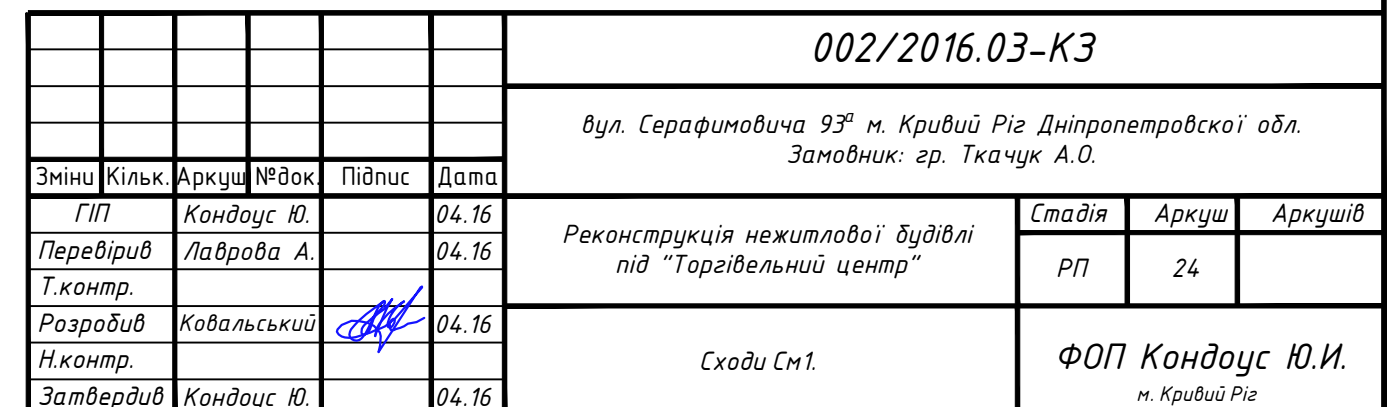 002/2016.03-КЗ
вул. Серафимовича 93а м. Кривий Ріг Дніпропетровскої обл.
Замовник: гр. Ткачук А.О.
Зміни Кільк. Аркуш №док. Підпис Дата
ГІП Кондоус Ю. 04.16
Перевірив Лаврова А. 04.16
Т.контр.
Розробив Ковальський 04.16
Н.контр.
Затвердив Кондоус Ю. 04.16
Реконструкція нежитлової будівлі
під "Торгівельний центр"
Стадія Аркуш Аркушів
РП 24
Сходи См1.
ФОП Кондоус Ю.И.
м. Кривий Ріг